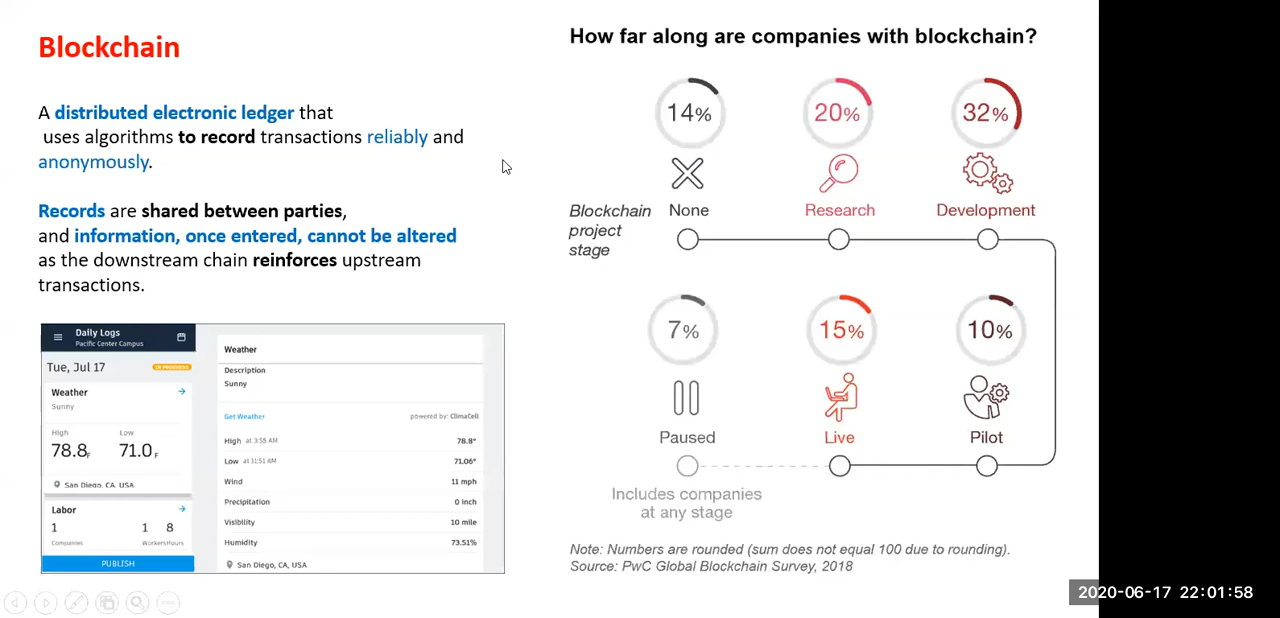 Blockchain
A distributed electronic ledger that
uses algorithms to record transactions reliably and
anonymously.
Records are shared between parties,
and information, once entered, cannot be altered
as the downstream chain reinforces upstream
transactions.
Daily Logs
Pacific Center Campus
Tue, Jul 17
IN PROGRESS
Weather
Sunny
High
Low
78.8F
71.0 F
San Diego, CA, USA
Labor
1
1
8
Companies
Workers
Hours
PUBLISH
Weather
Description
Sunny
Get Weather
powered by: ClimaCell
High at 3:55 AM
78.8°
Low at 11:51 AM
71.06°
Wind
11 mph
Precipitation
0 Inch
Visibility
10 mile
Humidity
73.51%
San Diego, CA, USA
How far along are companies with blockchain?
14%
20%
32%
Blockchain
project
stage
None
Research
Development
7%
15%
10%
Paused
Live
Pilot
Includes companies
at any stage
Note: Numbers are rounded (sum does not equal 100 due to rounding).
Source: PwC Global Blockchain Survey, 2018
2020-06-17 22:01:58